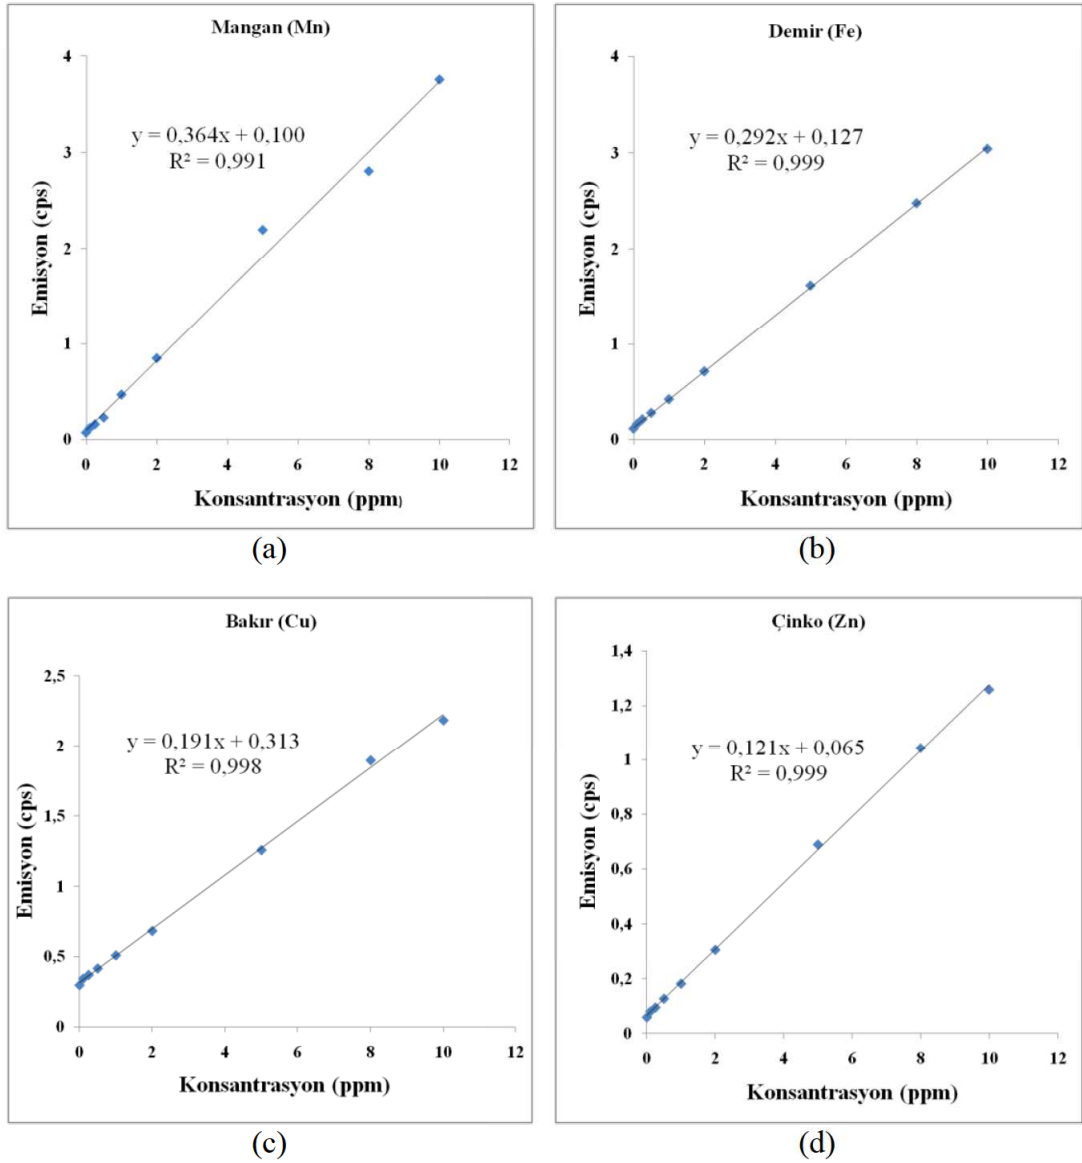 Mangan (Mn)
4
3
2
1
0
y = 0,364x + 0,100
R² = 0,991
Emisyon (cps)
0 2 4 6 8 10 12
Konsantrasyon (ppm)
(a)
Demir (Fe)
4
3
2
1
0
y = 0,292x + 0,127
R² = 0,999
Emisyon (cps)
0 2 4 6 8 10 12
Konsantrasyon (ppm)
(b)
Bakır (Cu)
2,5
2
1,5
1
0,5
0
y = 0,191x + 0,313
R² = 0,998
Emisyon (cps)
0 2 4 6 8 10 12
Konsantrasyon (ppm)
(c)
Çinko (Zn)
1,4
1,2
1
0,8
0,6
0,4
0,2
0
y = 0,121x + 0,065
R² = 0,999
Emisyon (cps)
0 2 4 6 8 10 12
Konsantrasyon (ppm)
(d)